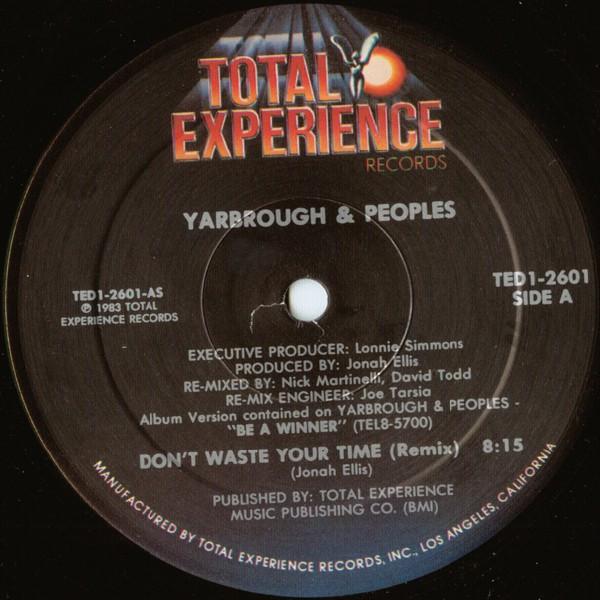 TOTAL
EXPERIENCE
RECORDS
YARBROUGH & PEOPLES
TED1-2601-AS
℗ 1983 TOTAL
EXPERIENCE RECORDS
TED1-2601
SIDE A
EXECUTIVE PRODUCER: Lonnie Simmons
PRODUCED BY: Jonah Ellis
RE-MIXED BY: Nick Martinelli, David Todd
RE-MIX ENGINEER: Joe Tarsia
Album Version contained on YARBROUGH & PEOPLES -
"BE A WINNER" (TEL8-5700)
DON'T WASTE YOUR TIME (Remix) 8:15
(Jonah Ellis)
PUBLISHED BY: TOTAL EXPERIENCE
MUSIC PUBLISHING CO. (BMI)
MANUFACTURED BY TOTAL EXPERIENCE RECORDS, INC., LOS ANGELES, CALIFORNIA